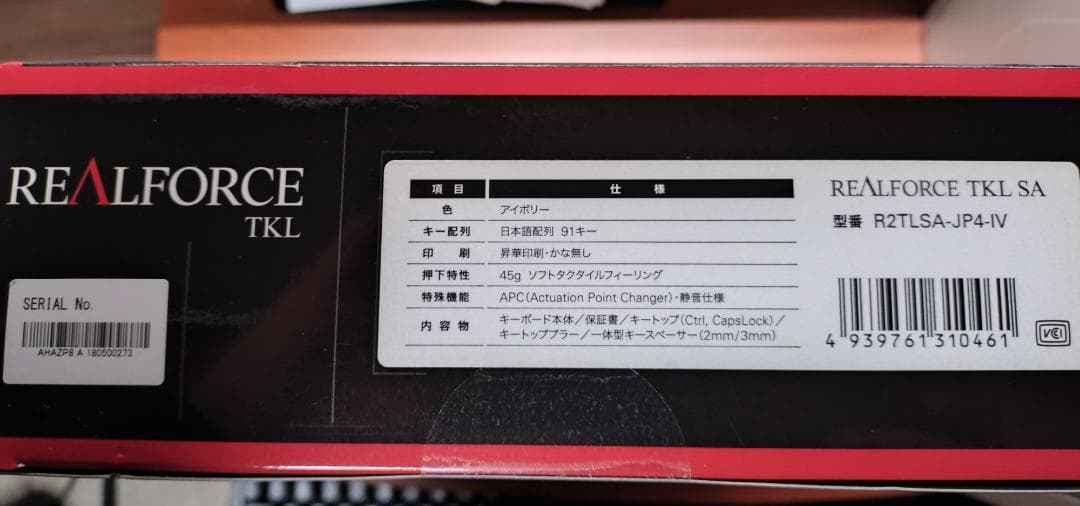 REALFORCE
TKL
SERIAL No.
AHAZP8 A 180500273
項目 仕様
色 アイボリー
キー配列 日本語配列 91キー
印刷 昇華印刷・かな無し
押下特性 45g ソフトタクタイルフィーリング
特殊機能 APC(Actuation Point Changer)・静音仕様
内容物 キーボード本体／保証書／キートップ(Ctrl, CapsLock)／
キートッププラー／一体型キースペーサー(2mm/3mm)
REALFORCE TKL SA
型番 R2TLSA-JP4-IV
4 939761 310461
VCI